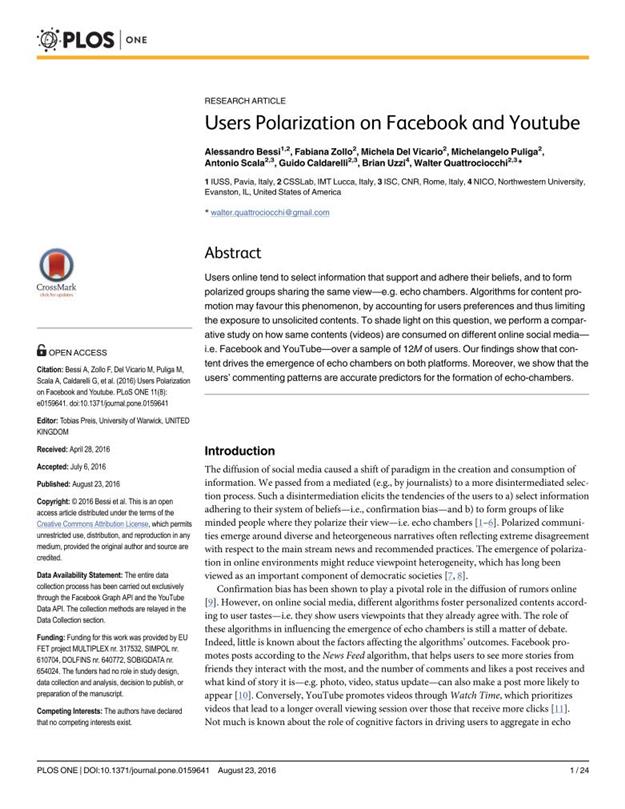 PLOS ONE
RESEARCH ARTICLE
Users Polarization on Facebook and Youtube
Alessandro Bessi1,2, Fabiana Zollo2, Michela Del Vicario2, Michelangelo Puliga2,
Antonio Scala2,3, Guido Caldarelli2,3, Brian Uzzi4, Walter Quattrociocchi2,3*
1 IUSS, Pavia, Italy, 2 CSSLab, IMT Lucca, Italy, 3 ISC, CNR, Rome, Italy, 4 NICO, Northwestern University,
Evanston, IL, United States of America
* walter.quattrociocchi@gmail.com
Abstract
Users online tend to select information that support and adhere their beliefs, and to form
polarized groups sharing the same view—e.g. echo chambers. Algorithms for content pro-
motion may favour this phenomenon, by accounting for users preferences and thus limiting
the exposure to unsolicited contents. To shade light on this question, we perform a compar-
ative study on how same contents (videos) are consumed on different online social media—
i.e. Facebook and YouTube—over a sample of 12M of users. Our findings show that con-
tent drives the emergence of echo chambers on both platforms. Moreover, we show that the
users' commenting patterns are accurate predictors for the formation of echo-chambers.
CrossMark
click for updates
OPEN ACCESS
Citation: Bessi A, Zollo F, Del Vicario M, Puliga M,
Scala A, Caldarelli G, et al. (2016) Users Polarization
on Facebook and Youtube. PLoS ONE 11(8):
e0159641. doi:10.1371/journal.pone.0159641
Editor: Tobias Preis, University of Warwick, UNITED
KINGDOM
Received: April 28, 2016
Accepted: July 6, 2016
Published: August 23, 2016
Copyright: © 2016 Bessi et al. This is an open
access article distributed under the terms of the
Creative Commons Attribution License, which permits
unrestricted use, distribution, and reproduction in any
medium, provided the original author and source are
credited.
Data Availability Statement: The entire data
collection process has been carried out exclusively
through the Facebook Graph API and the YouTube
Data API. The collection methods are relayed in the
Data Collection section.
Funding: Funding for this work was provided by EU
FET project MULTIPLEX nr. 317532, SIMPOL nr.
610704, DOLFINS nr. 640772, SOBIGDATA nr.
654024. The funders had no role in study design,
data collection and analysis, decision to publish, or
preparation of the manuscript.
Competing Interests: The authors have declared
that no competing interests exist.
Introduction
The diffusion of social media caused a shift of paradigm in the creation and consumption of
information. We passed from a mediated (e.g., by journalists) to a more disintermediated selec-
tion process. Such a disintermediation elicits the tendencies of the users to a) select information
adhering to their system of beliefs—i.e., confirmation bias—and b) to form groups of like
minded people where they polarize their view—i.e. echo chambers [1–6]. Polarized communi-
ties emerge around diverse and heteorgeneous narratives often reflecting extreme disagreement
with respect to the main stream news and recommended practices. The emergence of polariza-
tion in online environments might reduce viewpoint heterogeneity, which has long been
viewed as an important component of democratic societies [7, 8].
Confirmation bias has been shown to play a pivotal role in the diffusion of rumors online
[9]. However, on online social media, different algorithms foster personalized contents accord-
ing to user tastes—i.e. they show users viewpoints that they already agree with. The role of
these algorithms in influencing the emergence of echo chambers is still a matter of debate.
Indeed, little is known about the factors affecting the algorithms' outcomes. Facebook pro-
motes posts according to the News Feed algorithm, that helps users to see more stories from
friends they interact with the most, and the number of comments and likes a post receives and
what kind of story it is—e.g. photo, video, status update—can also make a post more likely to
appear [10]. Conversely, YouTube promotes videos through Watch Time, which prioritizes
videos that lead to a longer overall viewing session over those that receive more clicks [11].
Not much is known about the role of cognitive factors in driving users to aggregate in echo
PLOS ONE | DOI:10.1371/journal.pone.0159641 August 23, 2016
1 / 24